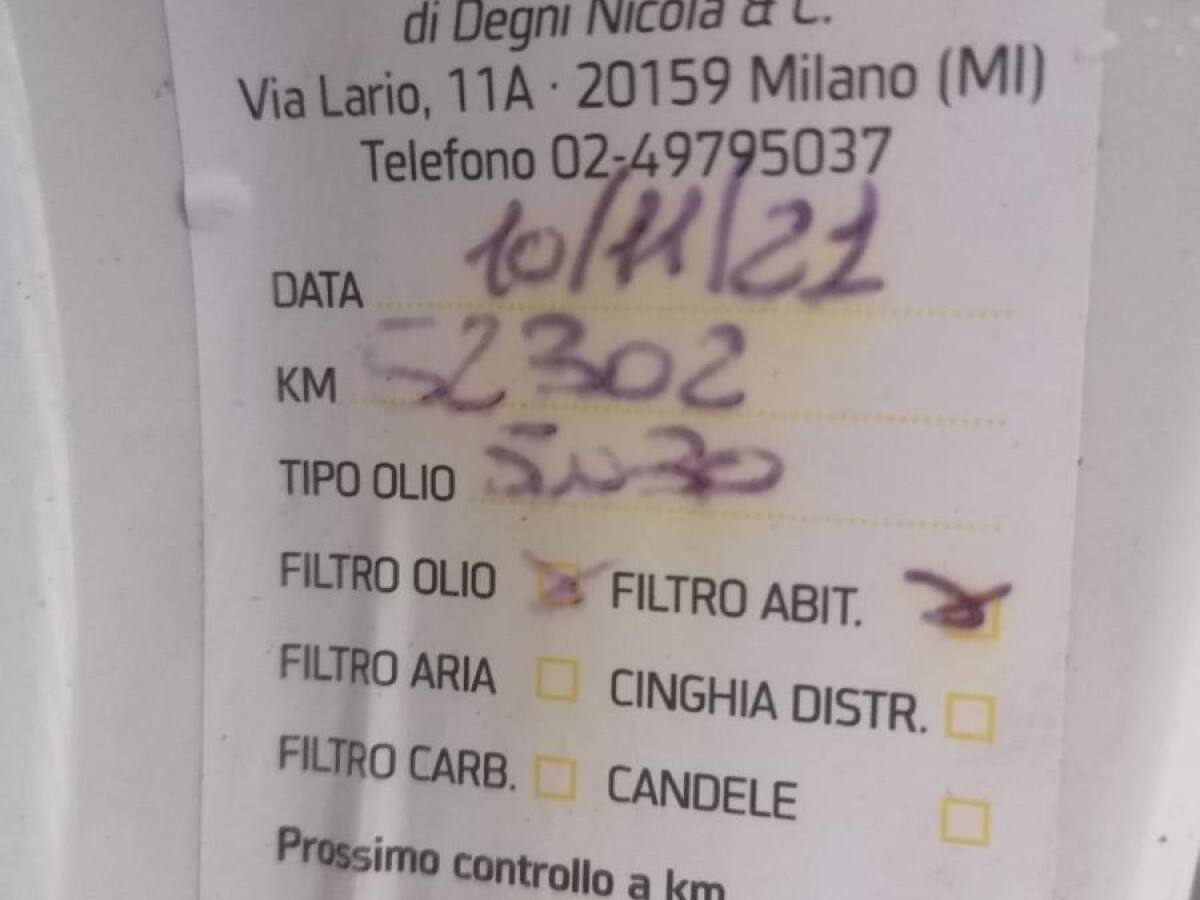 di Degni Nicola & C.
Via Lario, 11A · 20159 Milano (MI)
Telefono 02-49795037
DATA 10/11/21
KM 52302
TIPO OLIO 5w30
FILTRO OLIO FILTRO ABIT.
FILTRO ARIA CINGHIA DISTR.
FILTRO CARB. CANDELE
Prossimo controllo a km